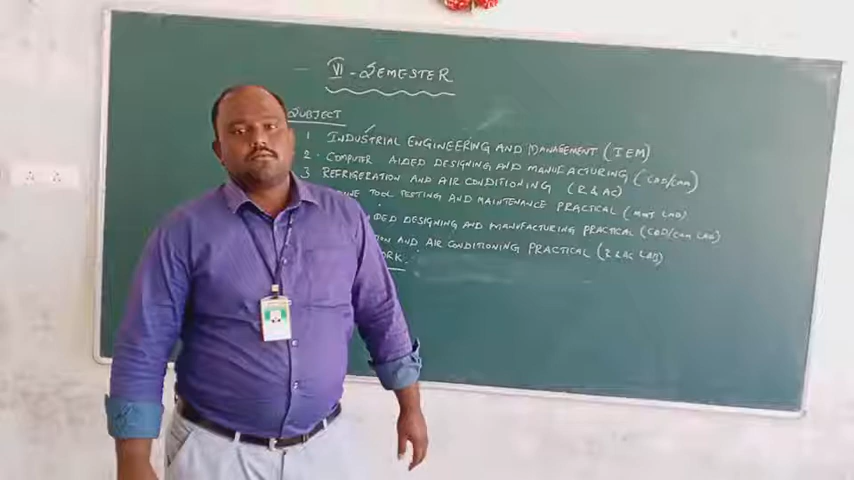 VI - SEMESTER
SUBJECT
1 INDUSTRIAL ENGINEERING AND MANAGEMENT (IEM)
2 COMPUTER AIDED DESIGNING AND MANUFACTURING (CAD/CAM)
3 REFRIGERATION AND AIR CONDITIONING (R&AC)
TOOL TESTING AND MAINTENANCE PRACTICAL (MMT LAB)
DESIGNING AND MANUFACTURING PRACTICAL (CAD/CAM LAB)
AND AIR CONDITIONING PRACTICAL (R&AC LAB)